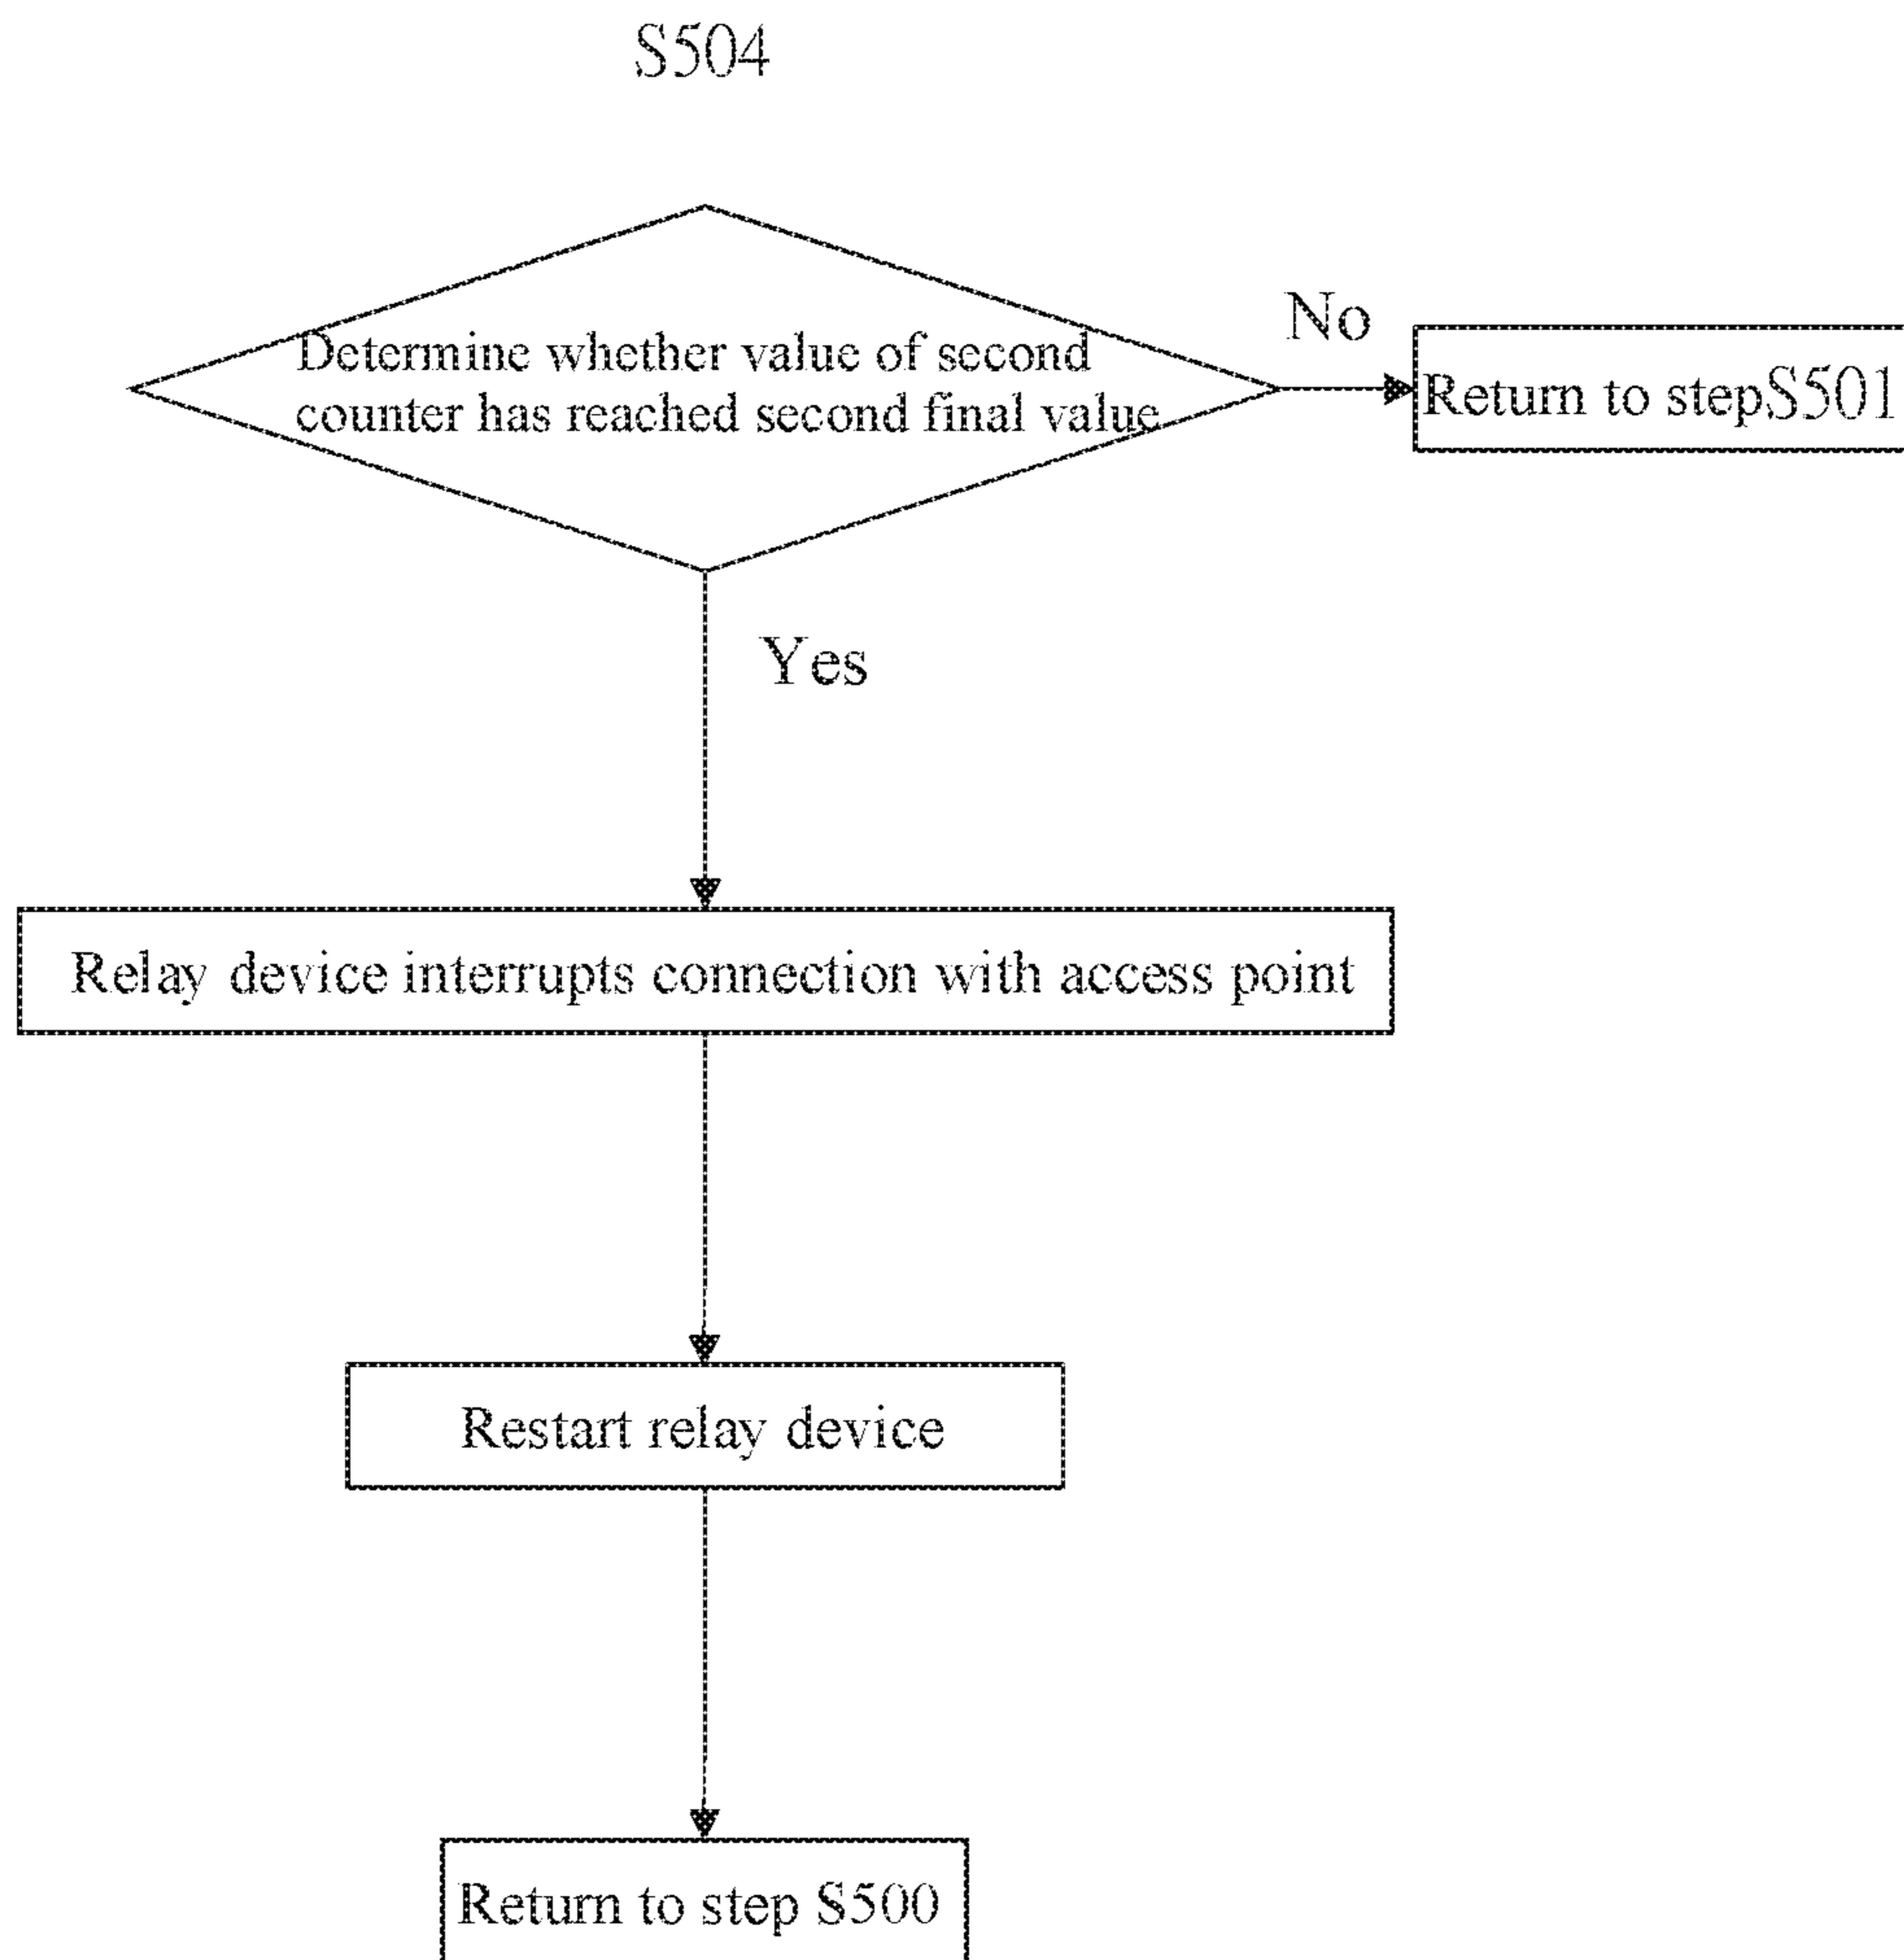 S504
Determine whether value of second
counter has reached second final value
No
Return to stepS501
Yes
Relay device interrupts connection with access point
Restart relay device
Return to step S500